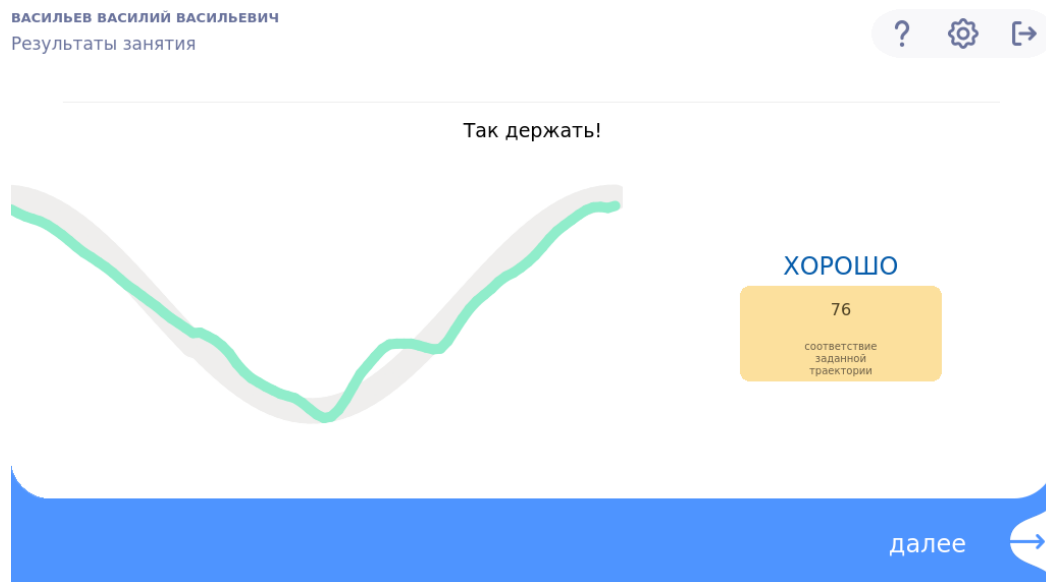 ВАСИЛЬЕВ ВАСИЛИЙ ВАСИЛЬЕВИЧ
Результаты занятия
?
Так держать!
ХОРОШО
76
соответствие
заданной
траектории
далее